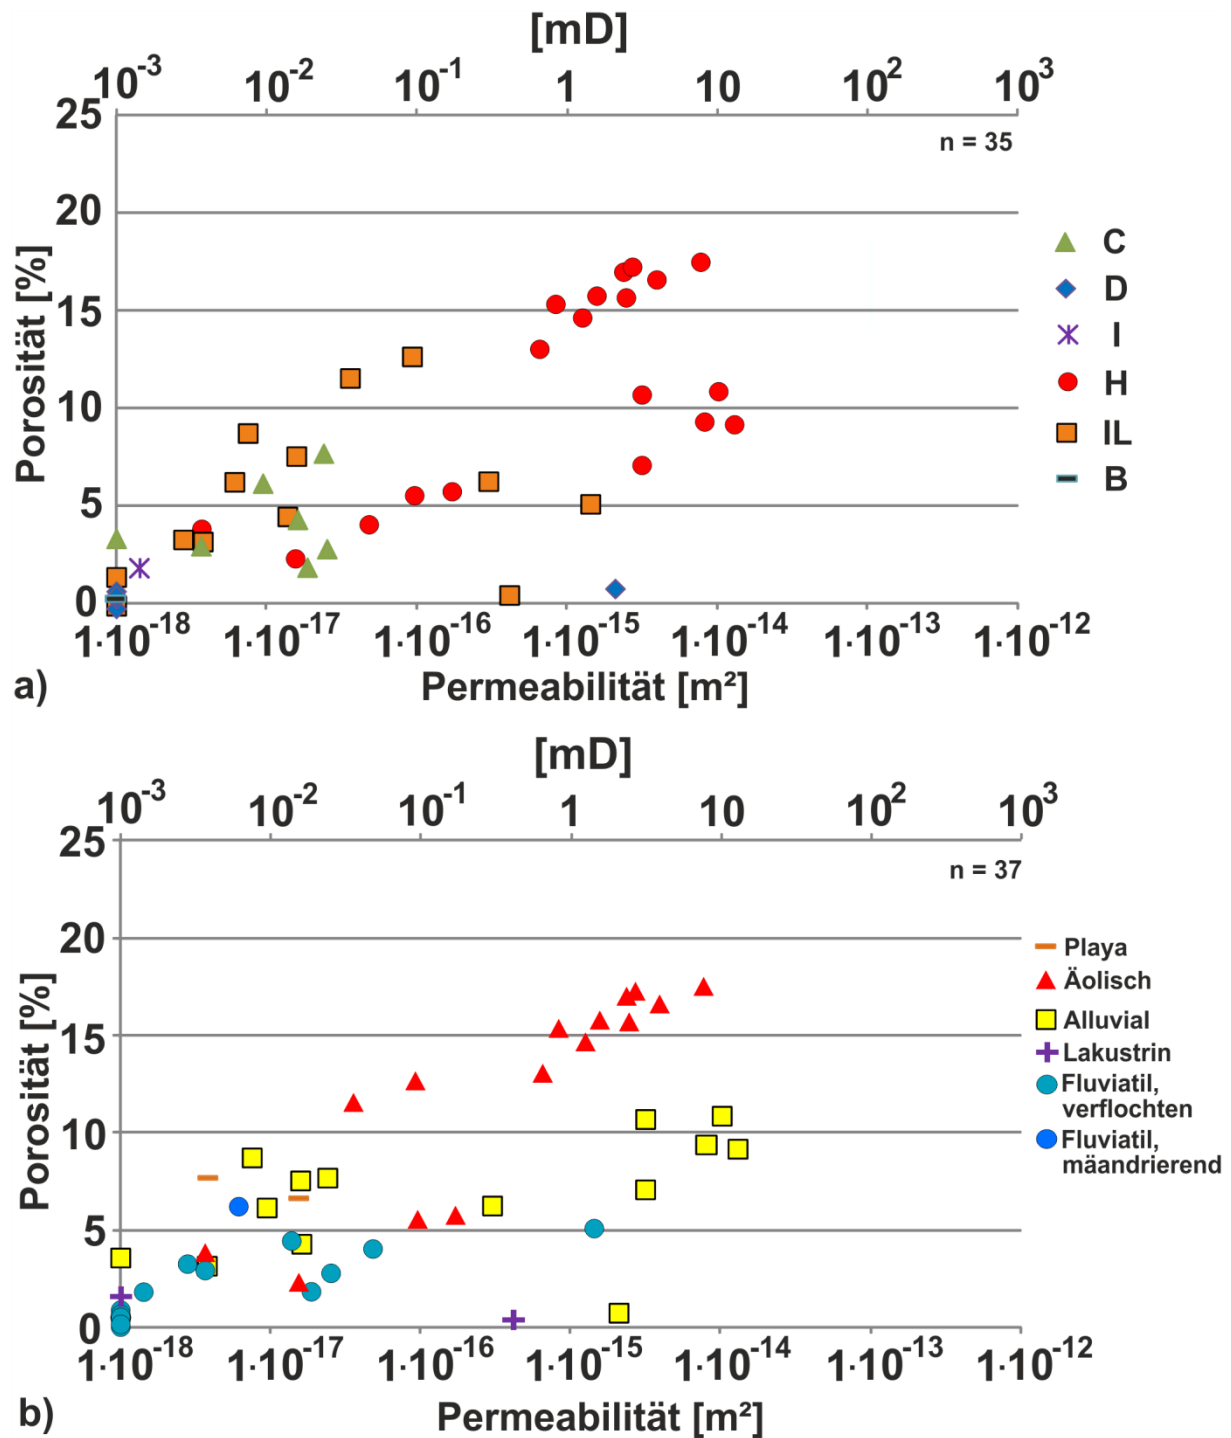 [mD]
10⁻³ 10⁻² 10⁻¹ 1 10 10² 10³
25
n = 35
20
15
10
5
0
Porosität [%]
C
D
I
H
IL
B
1·10⁻¹⁸ 1·10⁻¹⁷ 1·10⁻¹⁶ 1·10⁻¹⁵ 1·10⁻¹⁴ 1·10⁻¹³ 1·10⁻¹²
a) Permeabilität [m²]
[mD]
10⁻³ 10⁻² 10⁻¹ 1 10 10² 10³
25
n = 37
20
15
10
5
0
Porosität [%]
Playa
Äolisch
Alluvial
Lakustrin
Fluviatil,
verflochten
Fluviatil,
mäandrierend
1·10⁻¹⁸ 1·10⁻¹⁷ 1·10⁻¹⁶ 1·10⁻¹⁵ 1·10⁻¹⁴ 1·10⁻¹³ 1·10⁻¹²
b) Permeabilität [m²]